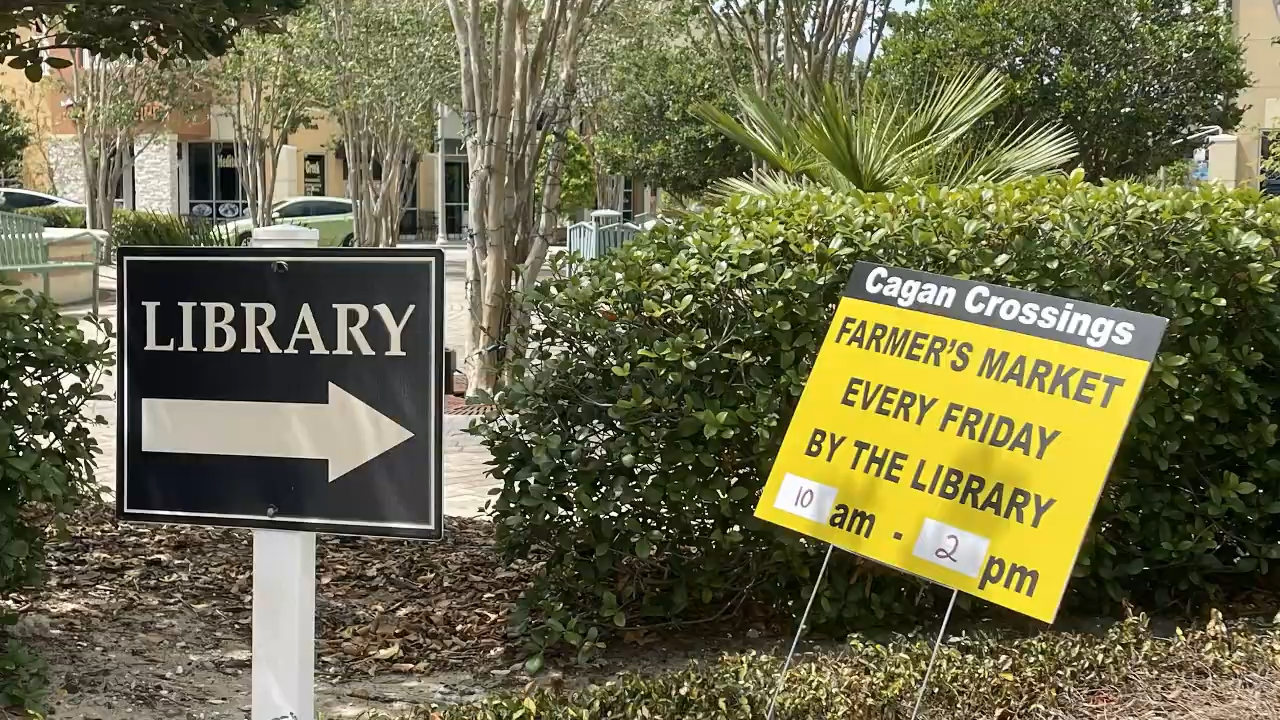 LIBRARY
Cagan Crossings
FARMER'S MARKET
EVERY FRIDAY
BY THE LIBRARY
10 am - 2 pm